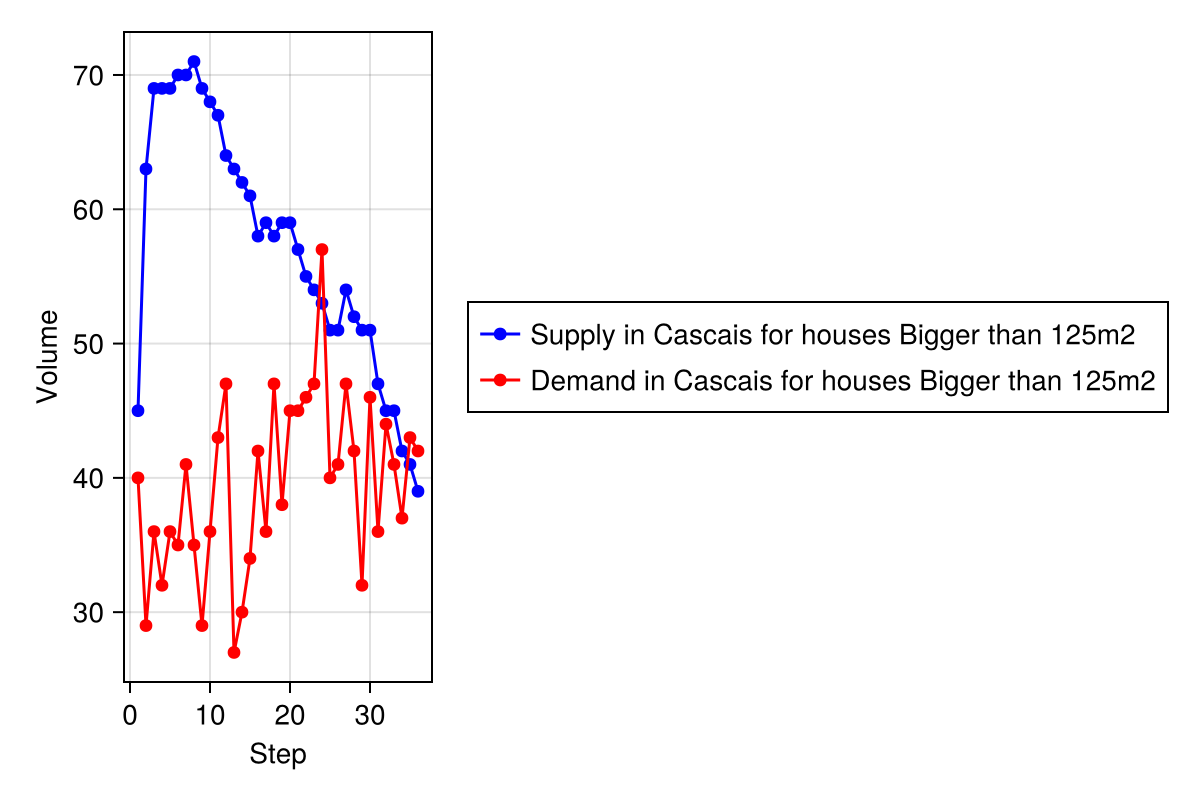 70
60
50
40
30
Volume
0 10 20 30
Step
Supply in Cascais for houses Bigger than 125m2
Demand in Cascais for houses Bigger than 125m2